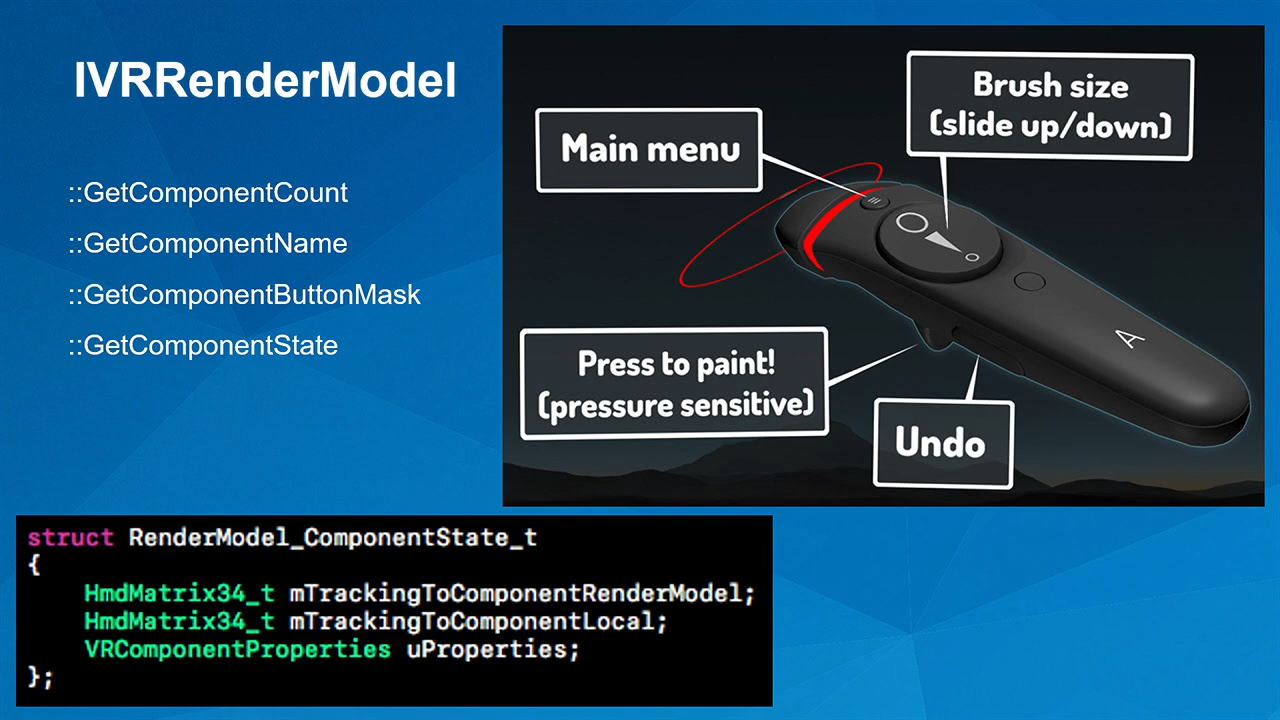 IVRRenderModel
::GetComponentCount
::GetComponentName
::GetComponentButtonMask
::GetComponentState
Main menu
Brush size
(slide up/down)
Press to paint!
(pressure sensitive)
Undo
A
struct RenderModel_ComponentState_t
{
    HmdMatrix34_t mTrackingToComponentRenderModel;
    HmdMatrix34_t mTrackingToComponentLocal;
    VRComponentProperties uProperties;
};